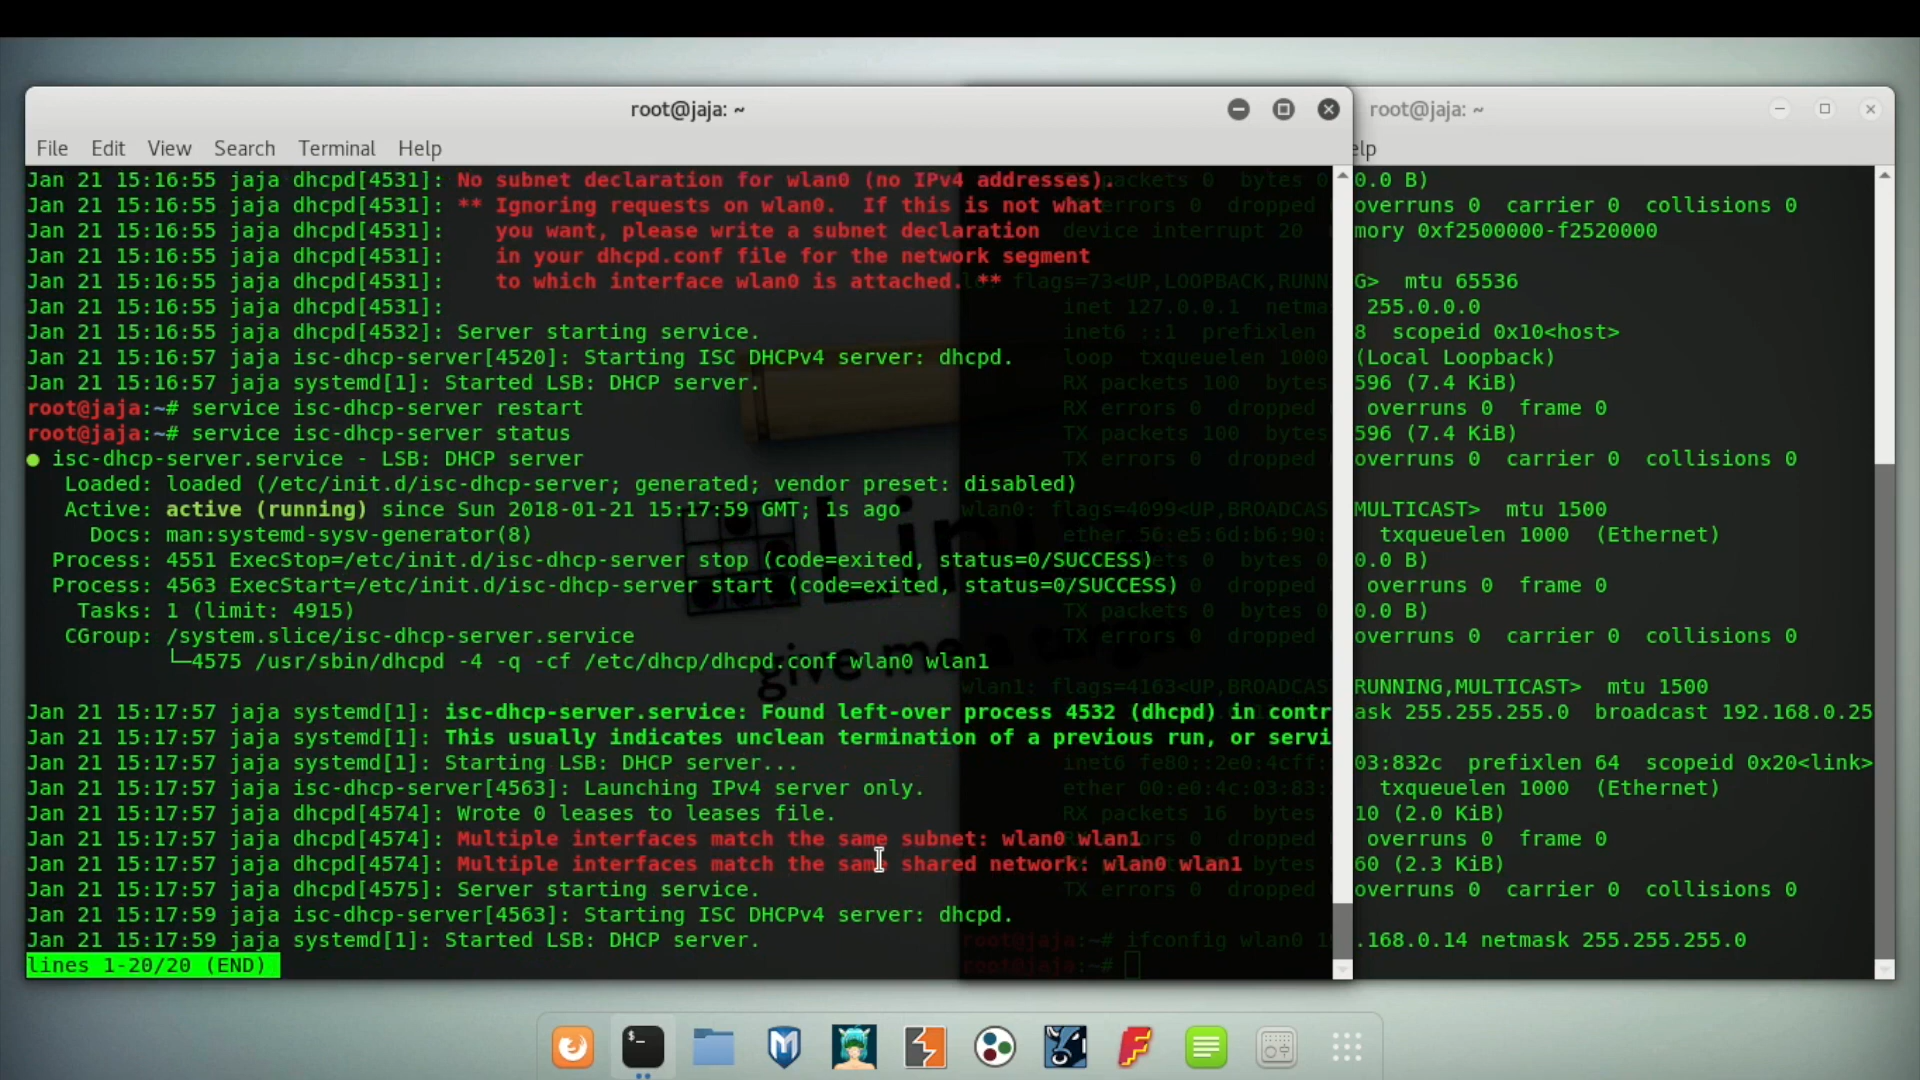 root@jaja: ~
File Edit View Search Terminal Help
Jan 21 15:16:55 jaja dhcpd[4531]: No subnet declaration for wlan0 (no IPv4 addresses).
Jan 21 15:16:55 jaja dhcpd[4531]: ** Ignoring requests on wlan0.  If this is not what
Jan 21 15:16:55 jaja dhcpd[4531]:    you want, please write a subnet declaration
Jan 21 15:16:55 jaja dhcpd[4531]:    in your dhcpd.conf file for the network segment
Jan 21 15:16:55 jaja dhcpd[4531]:    to which interface wlan0 is attached. **
Jan 21 15:16:55 jaja dhcpd[4531]:
Jan 21 15:16:55 jaja dhcpd[4532]: Server starting service.
Jan 21 15:16:57 jaja isc-dhcp-server[4520]: Starting ISC DHCPv4 server: dhcpd.
Jan 21 15:16:57 jaja systemd[1]: Started LSB: DHCP server.
root@jaja:~# service isc-dhcp-server restart
root@jaja:~# service isc-dhcp-server status
● isc-dhcp-server.service - LSB: DHCP server
Loaded: loaded (/etc/init.d/isc-dhcp-server; generated; vendor preset: disabled)
Active: active (running) since Sun 2018-01-21 15:17:59 GMT; 1s ago
Docs: man:systemd-sysv-generator(8)
Process: 4551 ExecStop=/etc/init.d/isc-dhcp-server stop (code=exited, status=0/SUCCESS)
Process: 4563 ExecStart=/etc/init.d/isc-dhcp-server start (code=exited, status=0/SUCCESS)
Tasks: 1 (limit: 4915)
CGroup: /system.slice/isc-dhcp-server.service
└─4575 /usr/sbin/dhcpd -4 -q -cf /etc/dhcp/dhcpd.conf wlan0 wlan1
Jan 21 15:17:57 jaja systemd[1]: isc-dhcp-server.service: Found left-over process 4532 (dhcpd) in contr
Jan 21 15:17:57 jaja systemd[1]: This usually indicates unclean termination of a previous run, or servi
Jan 21 15:17:57 jaja systemd[1]: Starting LSB: DHCP server...
Jan 21 15:17:57 jaja isc-dhcp-server[4563]: Launching IPv4 server only.
Jan 21 15:17:57 jaja dhcpd[4574]: Wrote 0 leases to leases file.
Jan 21 15:17:57 jaja dhcpd[4574]: Multiple interfaces match the same subnet: wlan0 wlan1
Jan 21 15:17:57 jaja dhcpd[4574]: Multiple interfaces match the same shared network: wlan0 wlan1
Jan 21 15:17:57 jaja dhcpd[4575]: Server starting service.
Jan 21 15:17:59 jaja isc-dhcp-server[4563]: Starting ISC DHCPv4 server: dhcpd.
Jan 21 15:17:59 jaja systemd[1]: Started LSB: DHCP server.
lines 1-20/20 (END)
root@jaja: ~
elp
0.0 B)
overruns 0  carrier 0  collisions 0
mory 0xf2500000-f2520000
G>  mtu 65536
255.0.0.0
8  scopeid 0x10<host>
(Local Loopback)
596 (7.4 KiB)
overruns 0  frame 0
596 (7.4 KiB)
overruns 0  carrier 0  collisions 0
MULTICAST>  mtu 1500
txqueuelen 1000  (Ethernet)
0.0 B)
overruns 0  frame 0
0.0 B)
overruns 0  carrier 0  collisions 0
RUNNING,MULTICAST>  mtu 1500
ask 255.255.255.0  broadcast 192.168.0.25
03:832c  prefixlen 64  scopeid 0x20<link>
txqueuelen 1000  (Ethernet)
10 (2.0 KiB)
overruns 0  frame 0
60 (2.3 KiB)
overruns 0  carrier 0  collisions 0
.168.0.14 netmask 255.255.255.0